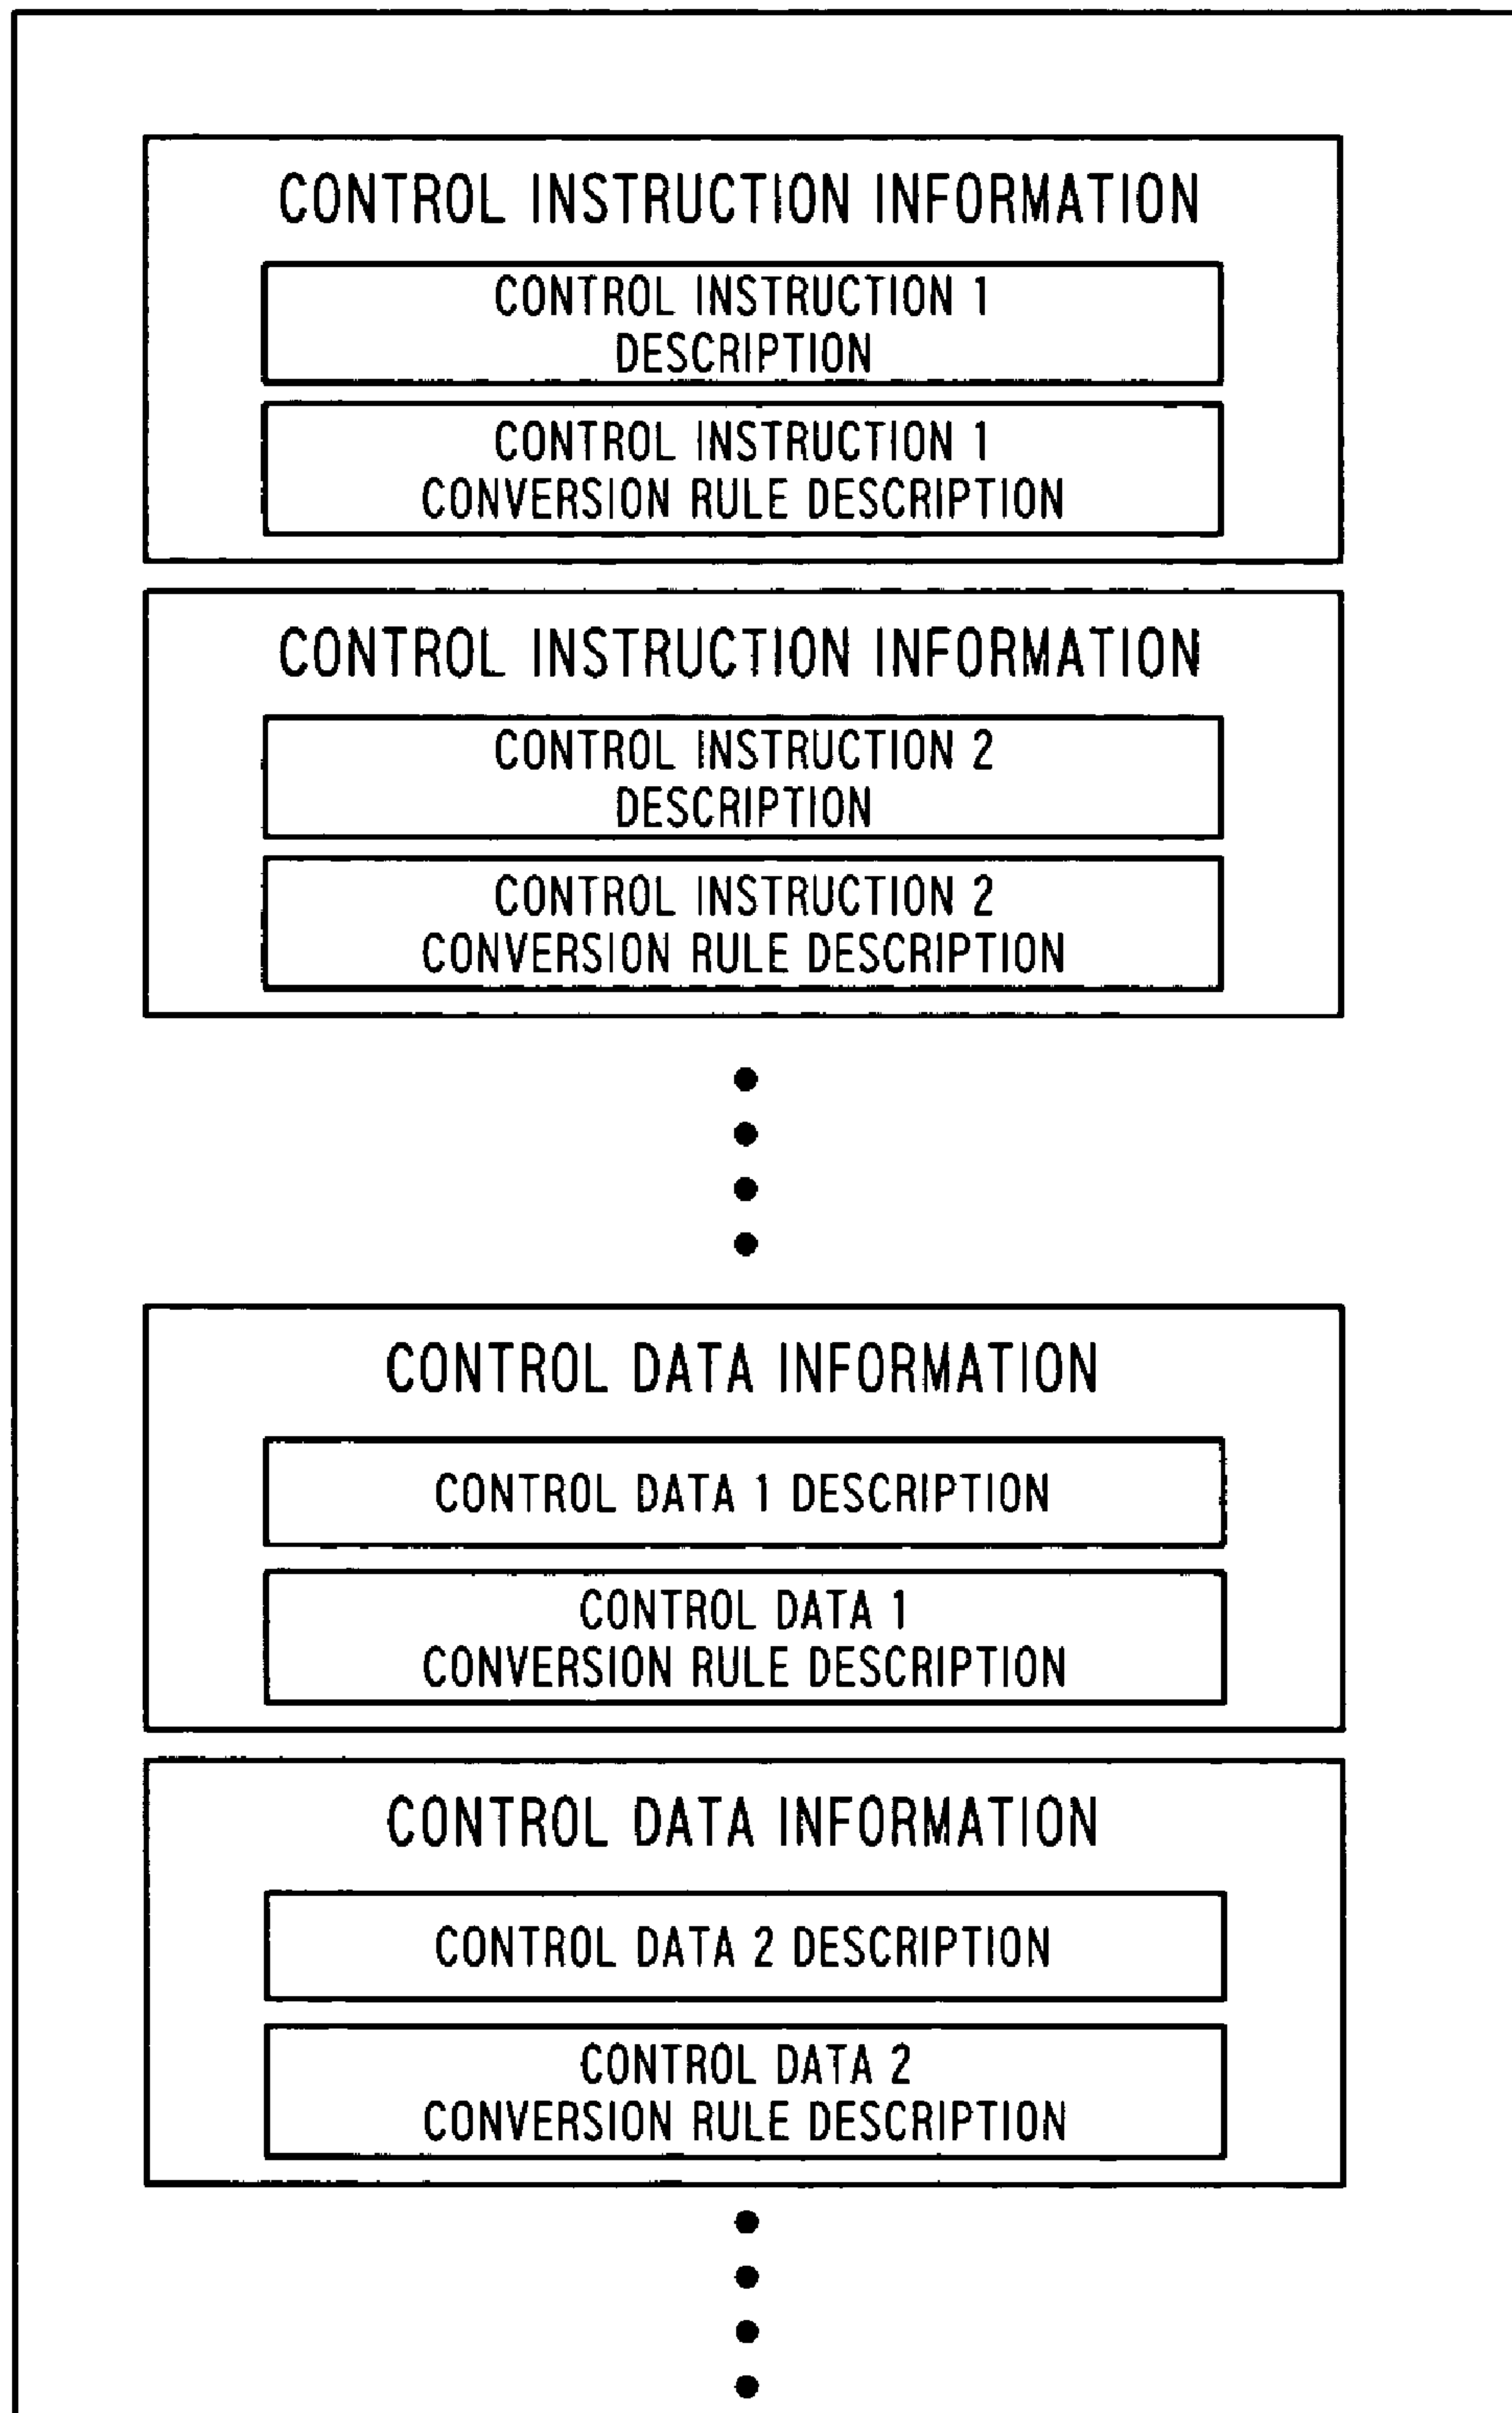 CONTROL INSTRUCTION INFORMATION
CONTROL INSTRUCTION 1
DESCRIPTION
CONTROL INSTRUCTION 1
CONVERSION RULE DESCRIPTION
CONTROL INSTRUCTION INFORMATION
CONTROL INSTRUCTION 2
DESCRIPTION
CONTROL INSTRUCTION 2
CONVERSION RULE DESCRIPTION
CONTROL DATA INFORMATION
CONTROL DATA 1 DESCRIPTION
CONTROL DATA 1
CONVERSION RULE DESCRIPTION
CONTROL DATA INFORMATION
CONTROL DATA 2 DESCRIPTION
CONTROL DATA 2
CONVERSION RULE DESCRIPTION